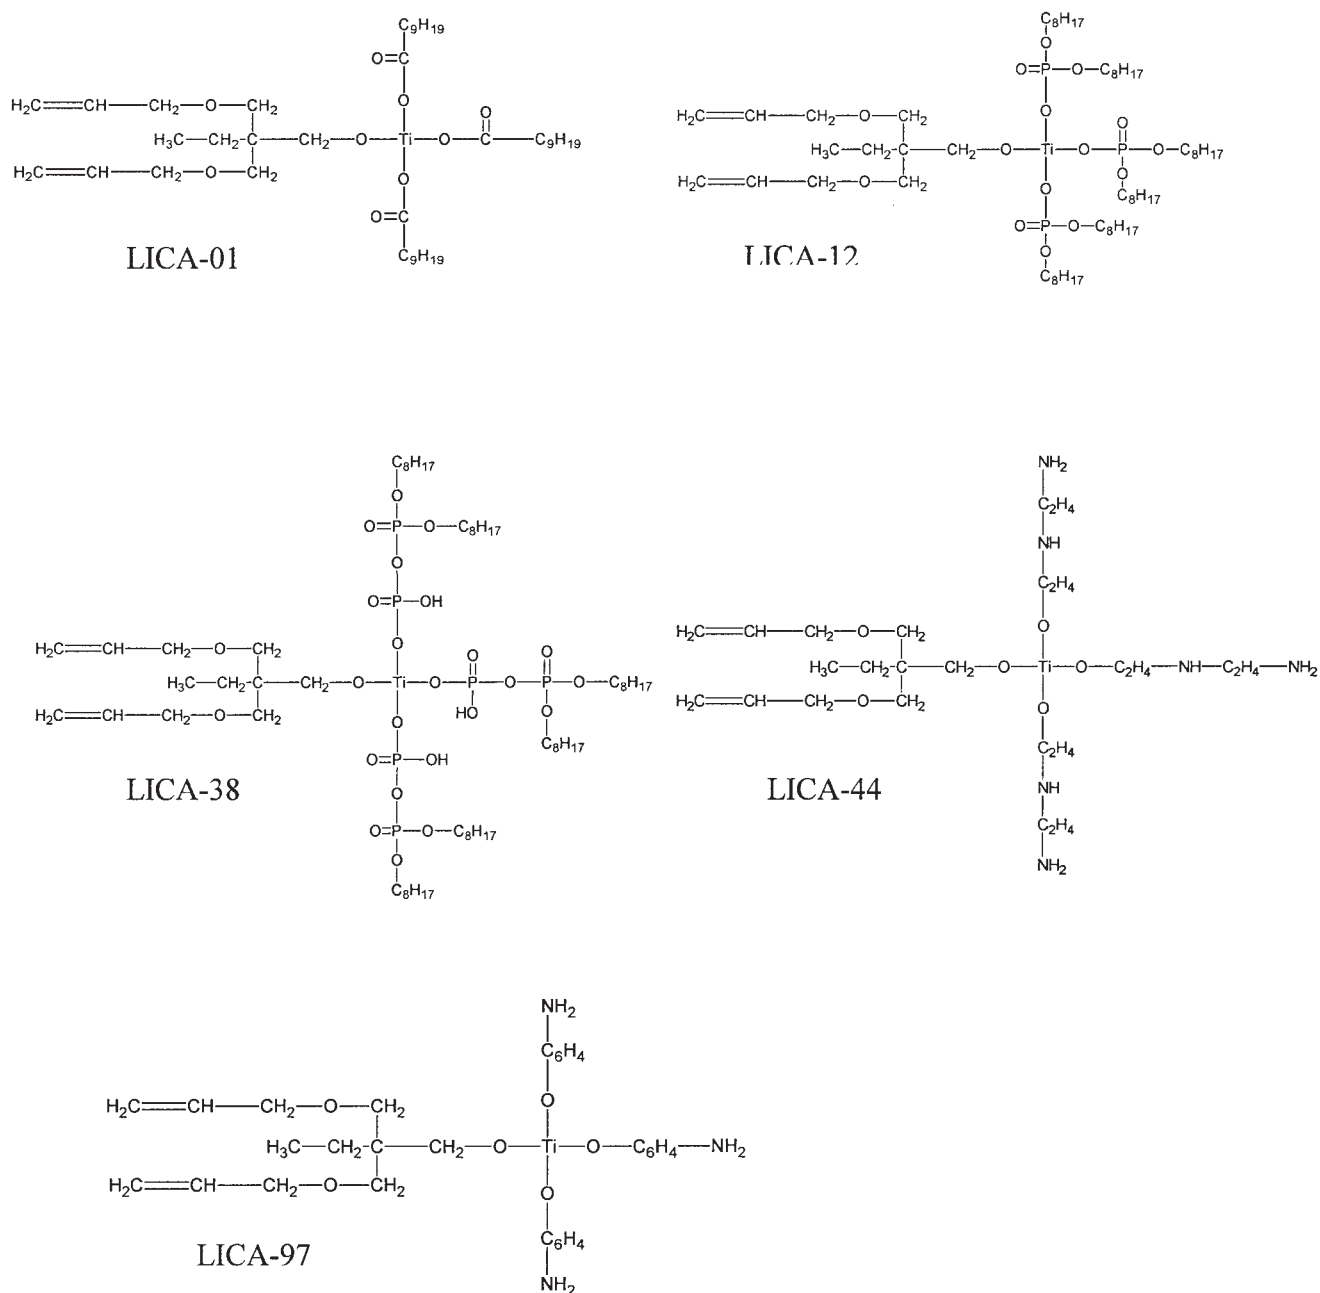 C₉H₁₉
O=C
O
H₂C=CH CH₂ O CH₂
O
H₃C CH₂ C CH₂ O Ti O C C₉H₁₉
H₂C=CH CH₂ O CH₂
O
O=C
C₉H₁₉
LICA-01
C₈H₁₇
O
O=P O C₈H₁₇
O
H₂C=CH CH₂ O CH₂
O
H₃C CH₂ C CH₂ O Ti O P O C₈H₁₇
O
C₈H₁₇
H₂C=CH CH₂ O CH₂
O
O=P O C₈H₁₇
O
C₈H₁₇
LICA-12
C₈H₁₇
O
O=P O C₈H₁₇
O
O=P OH
O
H₂C=CH CH₂ O CH₂
O O
H₃C CH₂ C CH₂ O Ti O P O P O C₈H₁₇
HO O
C₈H₁₇
H₂C=CH CH₂ O CH₂
O
O=P OH
O
O=P O C₈H₁₇
O
C₈H₁₇
LICA-38
NH₂
C₂H₄
NH
C₂H₄
O
H₂C=CH CH₂ O CH₂
H₃C CH₂ C CH₂ O Ti O C₂H₄ NH C₂H₄ NH₂
H₂C=CH CH₂ O CH₂
O
C₂H₄
NH
C₂H₄
NH₂
LICA-44
NH₂
C₆H₄
O
H₂C=CH CH₂ O CH₂
H₃C CH₂ C CH₂ O Ti O C₆H₄ NH₂
H₂C=CH CH₂ O CH₂
O
C₆H₄
NH₂
LICA-97